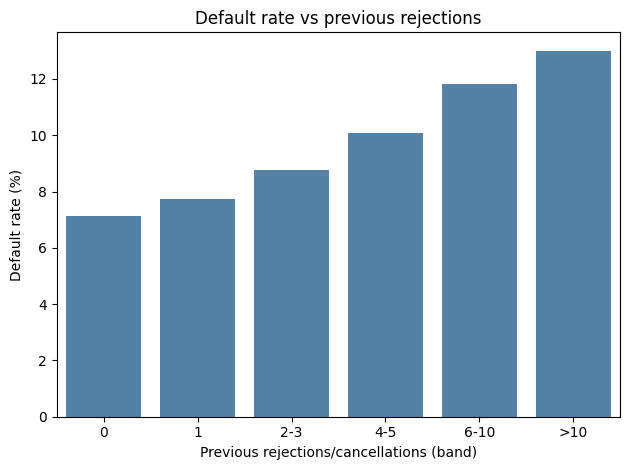 Default rate vs previous rejections
Default rate (%)
12
10
8
6
4
2
0
0 1 2-3 4-5 6-10 >10
Previous rejections/cancellations (band)